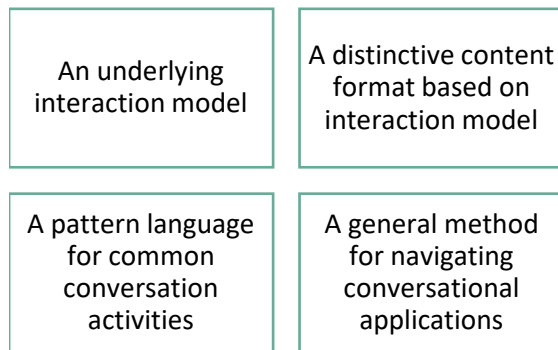 An underlying
interaction model
A distinctive content
format based on
interaction model
A pattern language
for common
conversation
activities
A general method
for navigating
conversational
applications